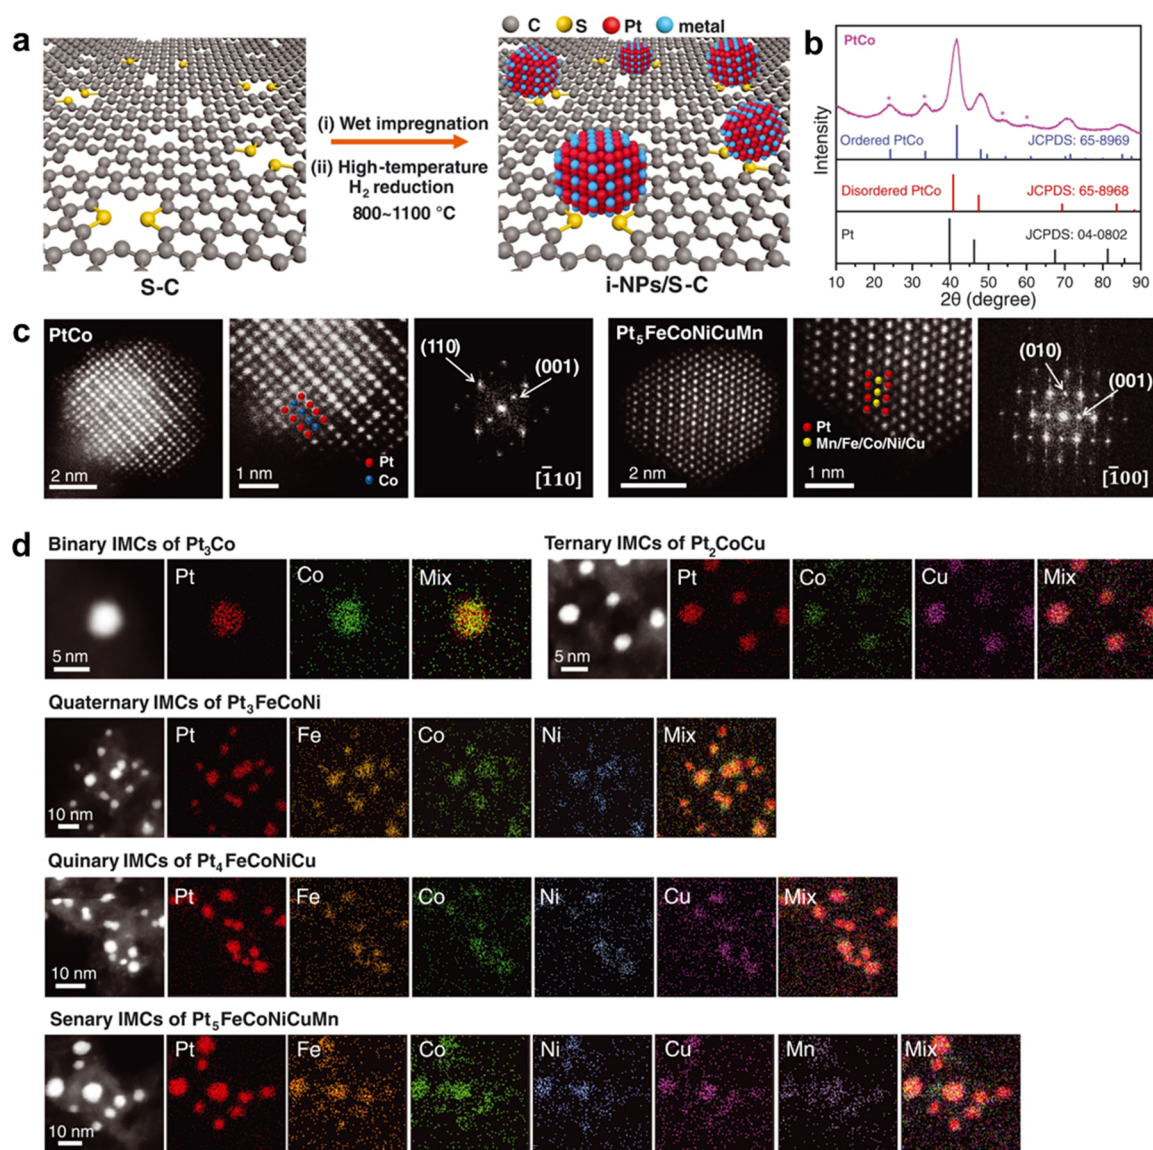 a
C S Pt metal
(i) Wet impregnation
(ii) High-temperature
H₂ reduction
800~1100 °C
S-C
i-NPs/S-C
b
PtCo
* * * *
Ordered PtCo JCPDS: 65-8969
Disordered PtCo JCPDS: 65-8968
Pt JCPDS: 04-0802
Intensity
10 20 30 40 50 60 70 80 90
2θ (degree)
c
PtCo
2 nm
Pt
Co
1 nm
(110)
(001)
[1̄10]
Pt₅FeCoNiCuMn
2 nm
Pt
Mn/Fe/Co/Ni/Cu
1 nm
(010)
(001)
[1̄00]
d
Binary IMCs of Pt₃Co
Pt Co Mix
5 nm
Ternary IMCs of Pt₂CoCu
Pt Co Cu Mix
5 nm
Quaternary IMCs of Pt₃FeCoNi
Pt Fe Co Ni Mix
10 nm
Quinary IMCs of Pt₄FeCoNiCu
Pt Fe Co Ni Cu Mix
10 nm
Senary IMCs of Pt₅FeCoNiCuMn
Pt Fe Co Ni Cu Mn Mix
10 nm